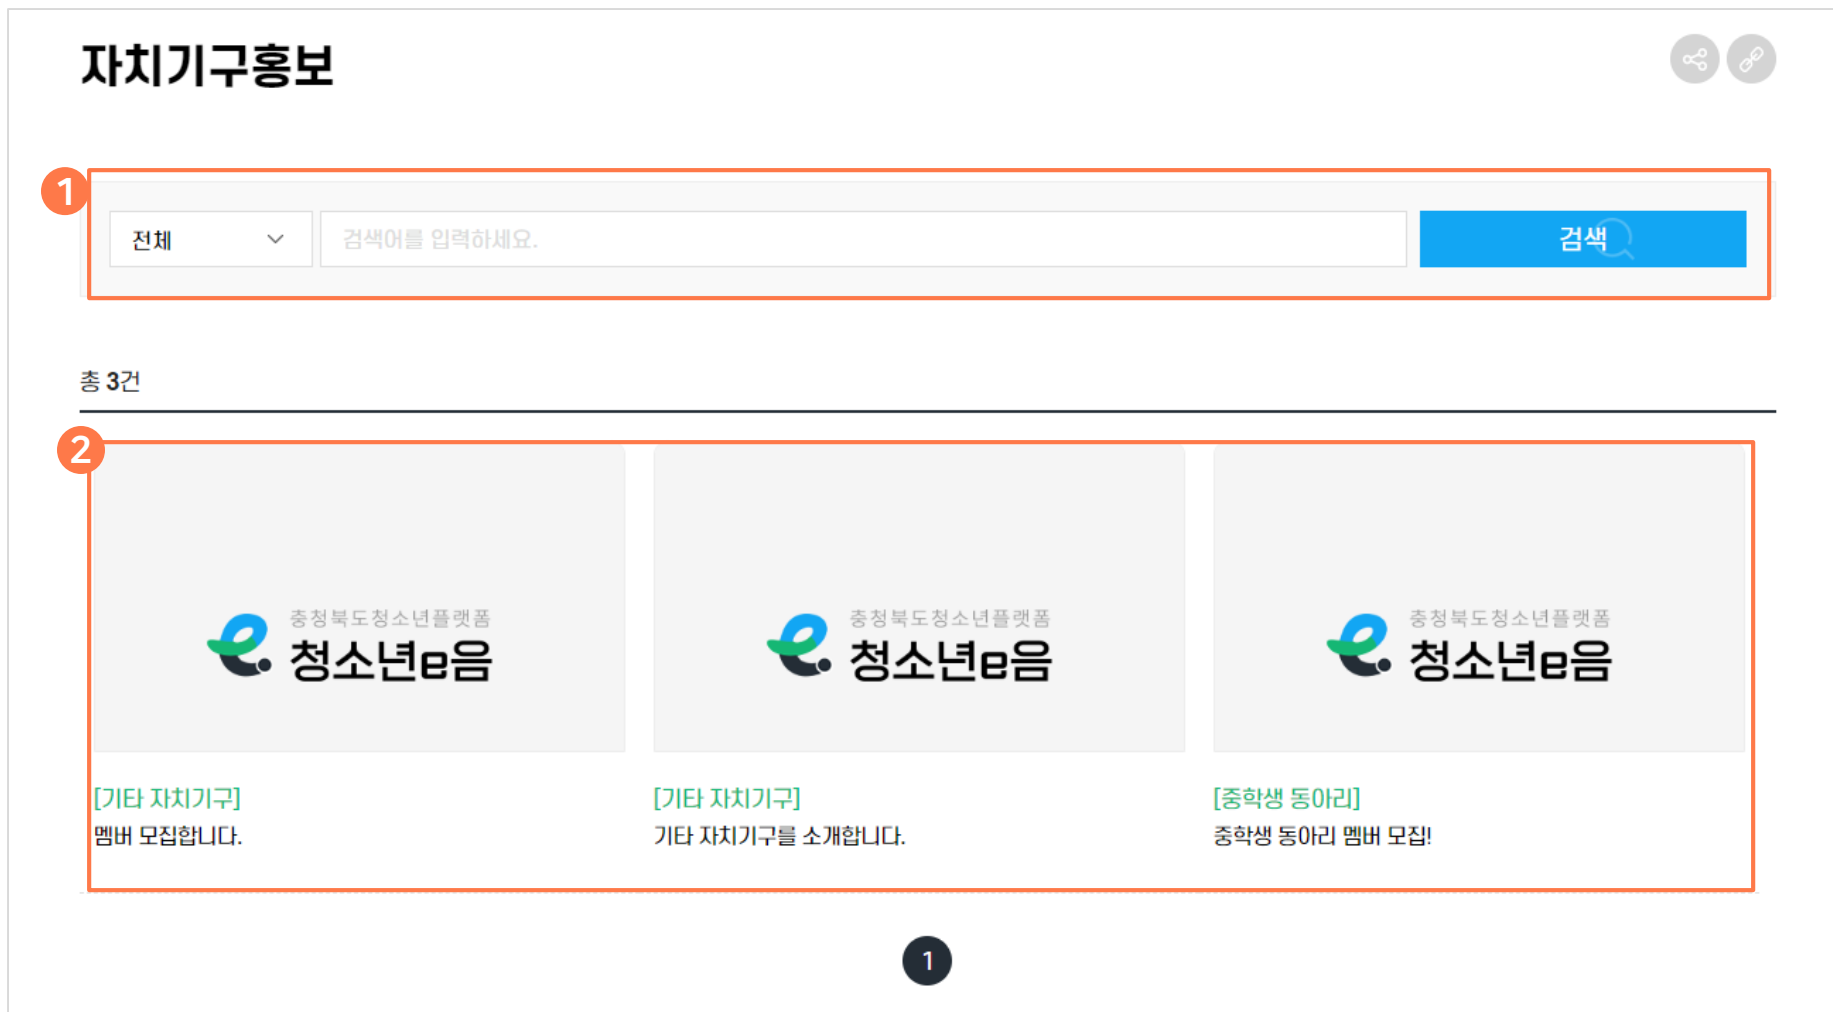 자치기구홍보
1
전체
검색어를 입력하세요.
검색
총 3건
2
충청북도청소년플랫폼
청소년e음
충청북도청소년플랫폼
청소년e음
충청북도청소년플랫폼
청소년e음
[기타 자치기구]
멤버 모집합니다.
[기타 자치기구]
기타 자치기구를 소개합니다.
[중학생 동아리]
중학생 동아리 멤버 모집!
1